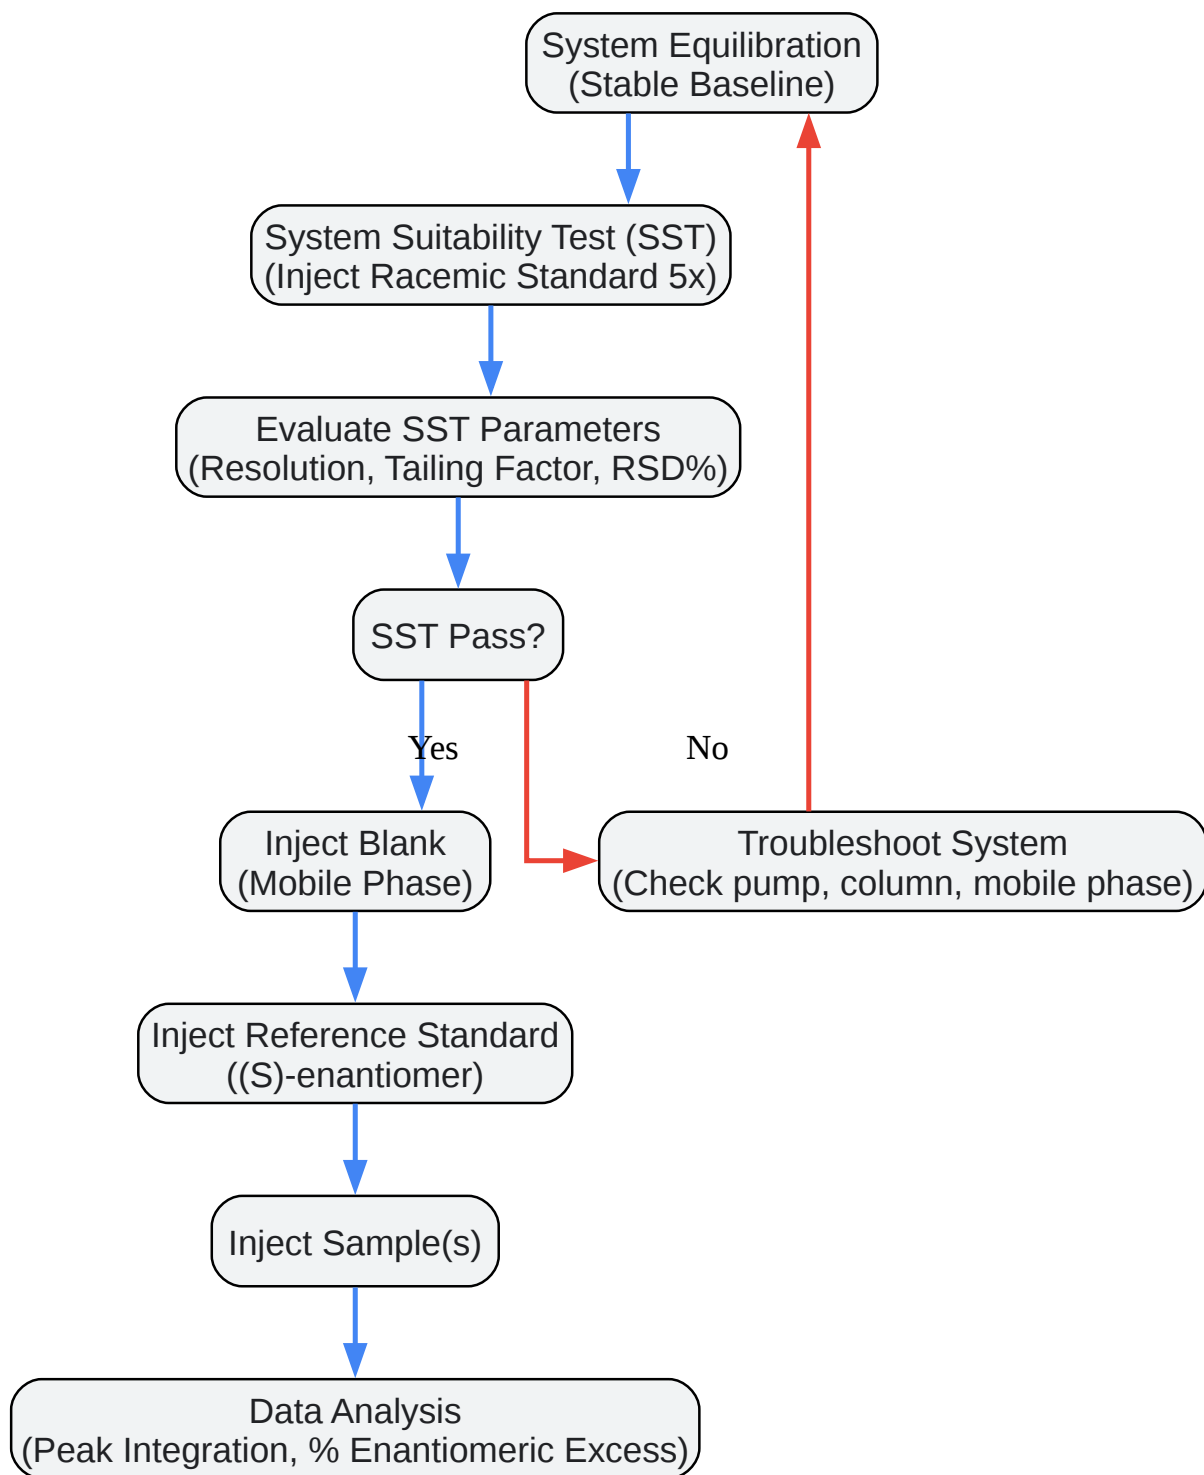 System Equilibration
(Stable Baseline)
System Suitability Test (SST)
(Inject Racemic Standard 5x)
Evaluate SST Parameters
(Resolution, Tailing Factor, RSD%)
SST Pass?
Yes
No
Inject Blank
(Mobile Phase)
Troubleshoot System
(Check pump, column, mobile phase)
Inject Reference Standard
((S)-enantiomer)
Inject Sample(s)
Data Analysis
(Peak Integration, % Enantiomeric Excess)